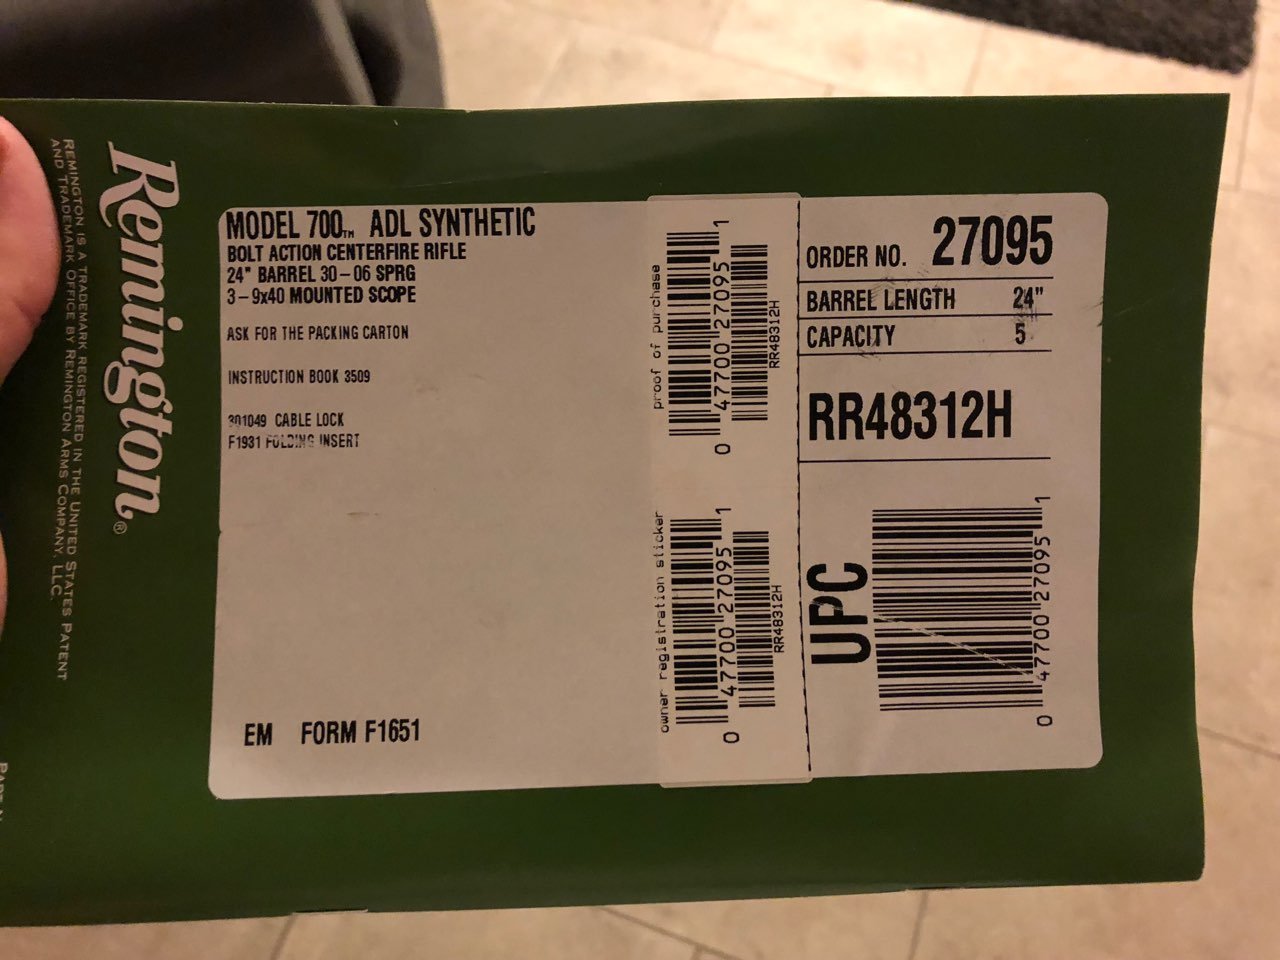 Remington®
REMINGTON IS A TRADEMARK REGISTERED IN THE UNITED STATES PATENT
AND TRADEMARK OFFICE BY REMINGTON ARMS COMPANY, LLC.
MODEL 700TM ADL SYNTHETIC
BOLT ACTION CENTERFIRE RIFLE
24" BARREL 30-06 SPRG
3-9x40 MOUNTED SCOPE
ASK FOR THE PACKING CARTON
INSTRUCTION BOOK 3509
301049 CABLE LOCK
F1931 FOLDING INSERT
EM FORM F1651
proof of purchase
0 47700 27095 1
RR48312H
owner registration sticker
0 47700 27095 1
RR48312H
ORDER NO. 27095
BARREL LENGTH 24"
CAPACITY 5
RR48312H
UPC
0 47700 27095 1